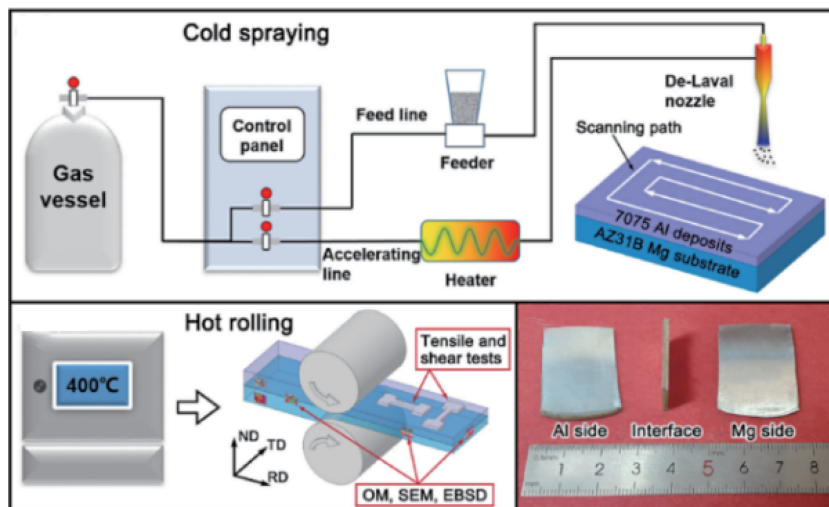 Cold spraying
Gas
vessel
Control
panel
Feed line
Feeder
De-Laval
nozzle
Scanning path
7075 Al deposits
AZ31B Mg substrate
Accelerating
line
Heater
Hot rolling
400℃
Tensile and
shear tests
ND
TD
RD
OM, SEM, EBSD
Al side
Interface
Mg side
1 2 3 4 5 6 7 8